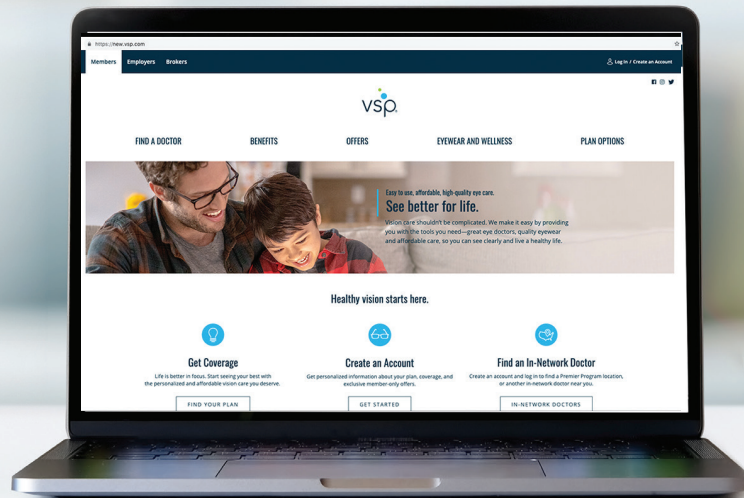 https://new.vsp.com
Members Employers Brokers
Log In / Create an Account
vsp.
FIND A DOCTOR BENEFITS OFFERS EYEWEAR AND WELLNESS PLAN OPTIONS
Easy to use, affordable, high-quality eye care.
See better for life.
Vision care shouldn't be complicated. We make it easy by providing
you with the tools you need—great eye doctors, quality eyewear
and affordable care, so you can see clearly and live a healthy life.
Healthy vision starts here.
Get Coverage
Life is better in focus. Start seeing your best with
the personalized and affordable vision care you deserve.
FIND YOUR PLAN
Create an Account
Get personalized information about your plan, coverage, and
exclusive member-only offers.
GET STARTED
Find an In-Network Doctor
Create an account and log in to find a Premier Program location,
or another in-network doctor near you.
IN-NETWORK DOCTORS